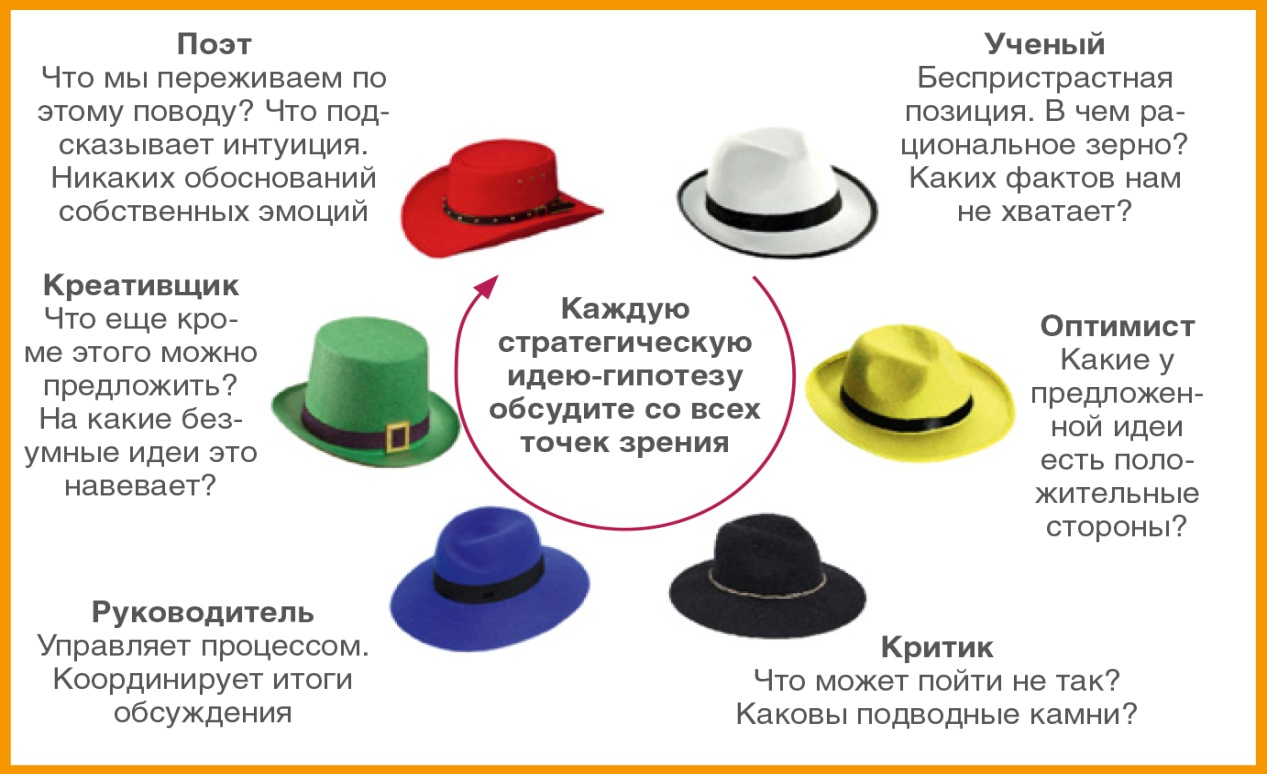 Поэт
Что мы переживаем по
этому поводу? Что под-
сказывает интуиция.
Никаких обоснований
собственных эмоций
Ученый
Беспристрастная
позиция. В чем ра-
циональное зерно?
Каких фактов нам
не хватает?
Креативщик
Что еще кро-
ме этого можно
предложить?
На какие без-
умные идеи это
навевает?
Каждую
стратегическую
идею-гипотезу
обсудите со всех
точек зрения
Оптимист
Какие у
предложен-
ной идеи
есть поло-
жительные
стороны?
Руководитель
Управляет процессом.
Координирует итоги
обсуждения
Критик
Что может пойти не так?
Каковы подводные камни?